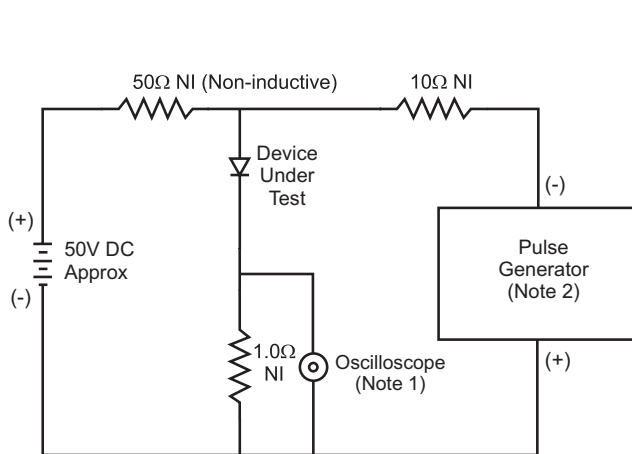 50Ω NI (Non-inductive)
10Ω NI
Device
Under
Test
(-)
(+)
50V DC
Approx
(-)
Pulse
Generator
(Note 2)
1.0Ω
NI
Oscilloscope
(Note 1)
(+)